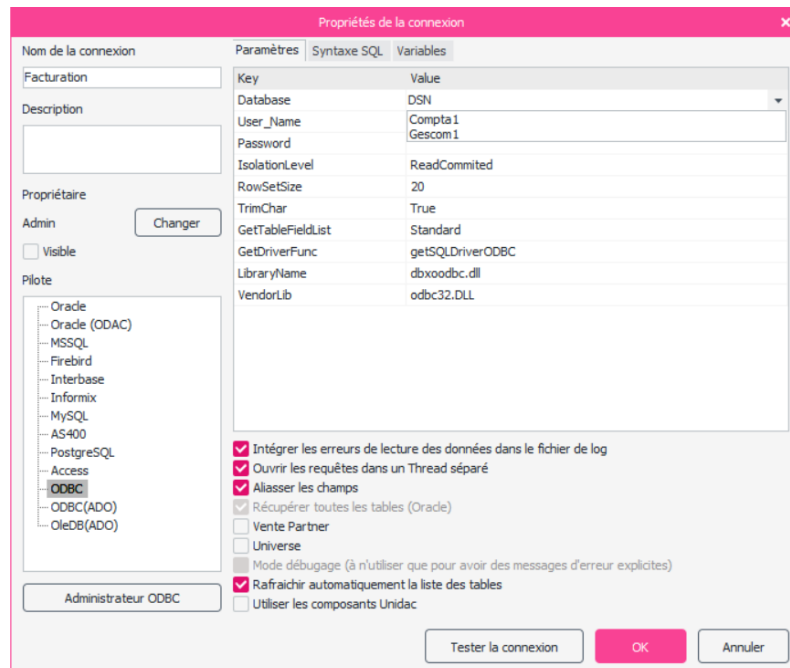 Propriétés de la connexion
Nom de la connexion
Facturation
Description
Propriétaire
Admin
Changer
Visible
Pilote
Oracle
Oracle (ODAC)
MSSQL
Firebird
Interbase
Informix
MySQL
AS400
PostgreSQL
Access
ODBC
ODBC(ADO)
OleDB(ADO)
Administrateur ODBC
Paramètres Syntaxe SQL Variables
Key Value
Database DSN
User_Name Compta1
Gescom1
Password
IsolationLevel ReadCommited
RowSetSize 20
TrimChar True
GetTableFieldList Standard
GetDriverFunc getSQLDriverODBC
LibraryName dbxoodbc.dll
VendorLib odbc32.DLL
Intégrer les erreurs de lecture des données dans le fichier de log
Ouvrir les requêtes dans un Thread séparé
Aliasser les champs
Récupérer toutes les tables (Oracle)
Vente Partner
Universe
Mode débugage (à n'utiliser que pour avoir des messages d'erreur explicites)
Rafraichir automatiquement la liste des tables
Utiliser les composants Unidac
Tester la connexion OK Annuler